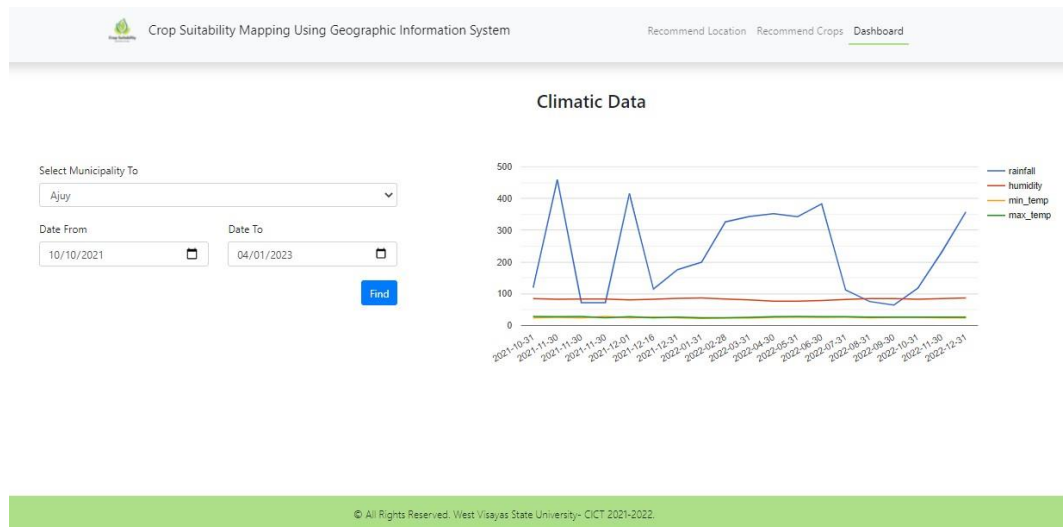 Crop Suitability
Crop Suitability Mapping Using Geographic Information System
Recommend Location Recommend Crops Dashboard
Climatic Data
Select Municipality To
Ajuy
Date From Date To
10/10/2021 04/01/2023
Find
500
400
300
200
100
0
rainfall
humidity
min_temp
max_temp
2021-10-31
2021-11-30
2021-11-30
2021-11-30
2021-12-01
2021-12-16
2021-12-31
2022-01-31
2022-02-28
2022-03-31
2022-04-30
2022-05-31
2022-06-30
2022-07-31
2022-08-31
2022-09-30
2022-10-31
2022-11-30
2022-12-31
© All Rights Reserved. West Visayas State University- CICT 2021-2022.